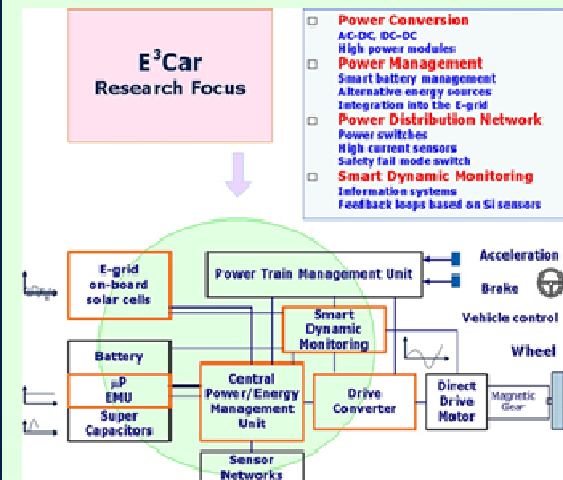 E³Car
Research Focus
Power Conversion
AC-DC, DC-DC
High power modules
Power Management
Smart battery management
Alternative energy sources
Integration into the E-grid
Power Distribution Network
Power switches
High current sensors
Safety fail mode switch
Smart Dynamic Monitoring
Information systems
Feedback loops based on Si sensors
E-grid
on-board
solar cells
Power Train Management Unit
Acceleration
Brake
Vehicle control
Smart
Dynamic
Monitoring
Wheel
Battery
μP
EMU
Super
Capacitors
Central
Power/Energy
Management
Unit
Drive
Converter
Direct
Drive
Motor
Magnetic
Gear
Sensor
Networks